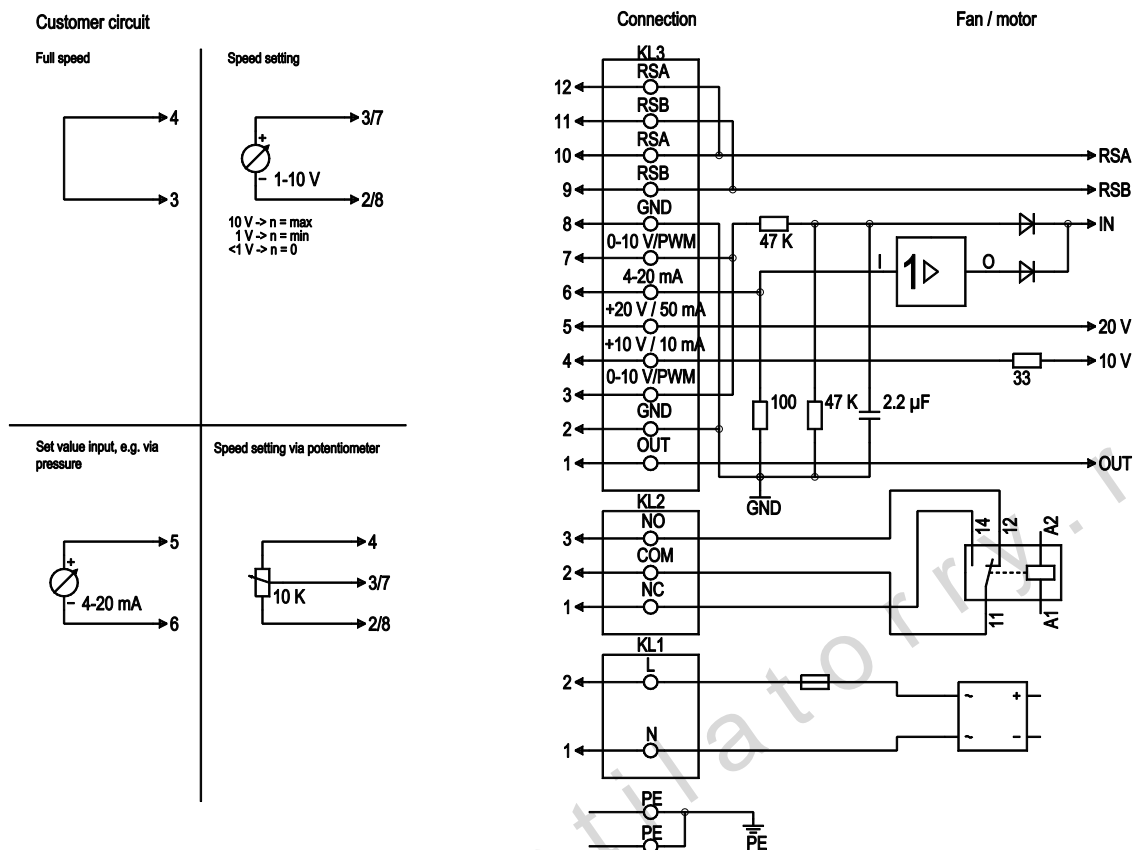 Customer circuit
Full speed
4
3
Speed setting
3/7
+
− 1-10 V
2/8
10 V -> n = max
1 V -> n = min
<1 V -> n = 0
Set value input, e.g. via
pressure
5
+
− 4-20 mA
6
Speed setting via potentiometer
4
3/7
10 K
2/8
Connection
Fan / motor
KL3
RSA
12
RSB
11
RSA
10 RSA
RSB
9 RSB
GND
8 IN
0-10 V/PWM 47 K
7
I 1 O
4-20 mA
6
+20 V / 50 mA
5 20 V
+10 V / 10 mA
4 10 V
33
0-10 V/PWM
3
100 47 K 2.2 µF
GND
2
OUT
1 OUT
GND
KL2
NO
3
14 12 A2
COM
2
NC
1
11 A1
KL1
L
2
~ +
N
1
~ −
PE
PE
PE
tilatorry.r